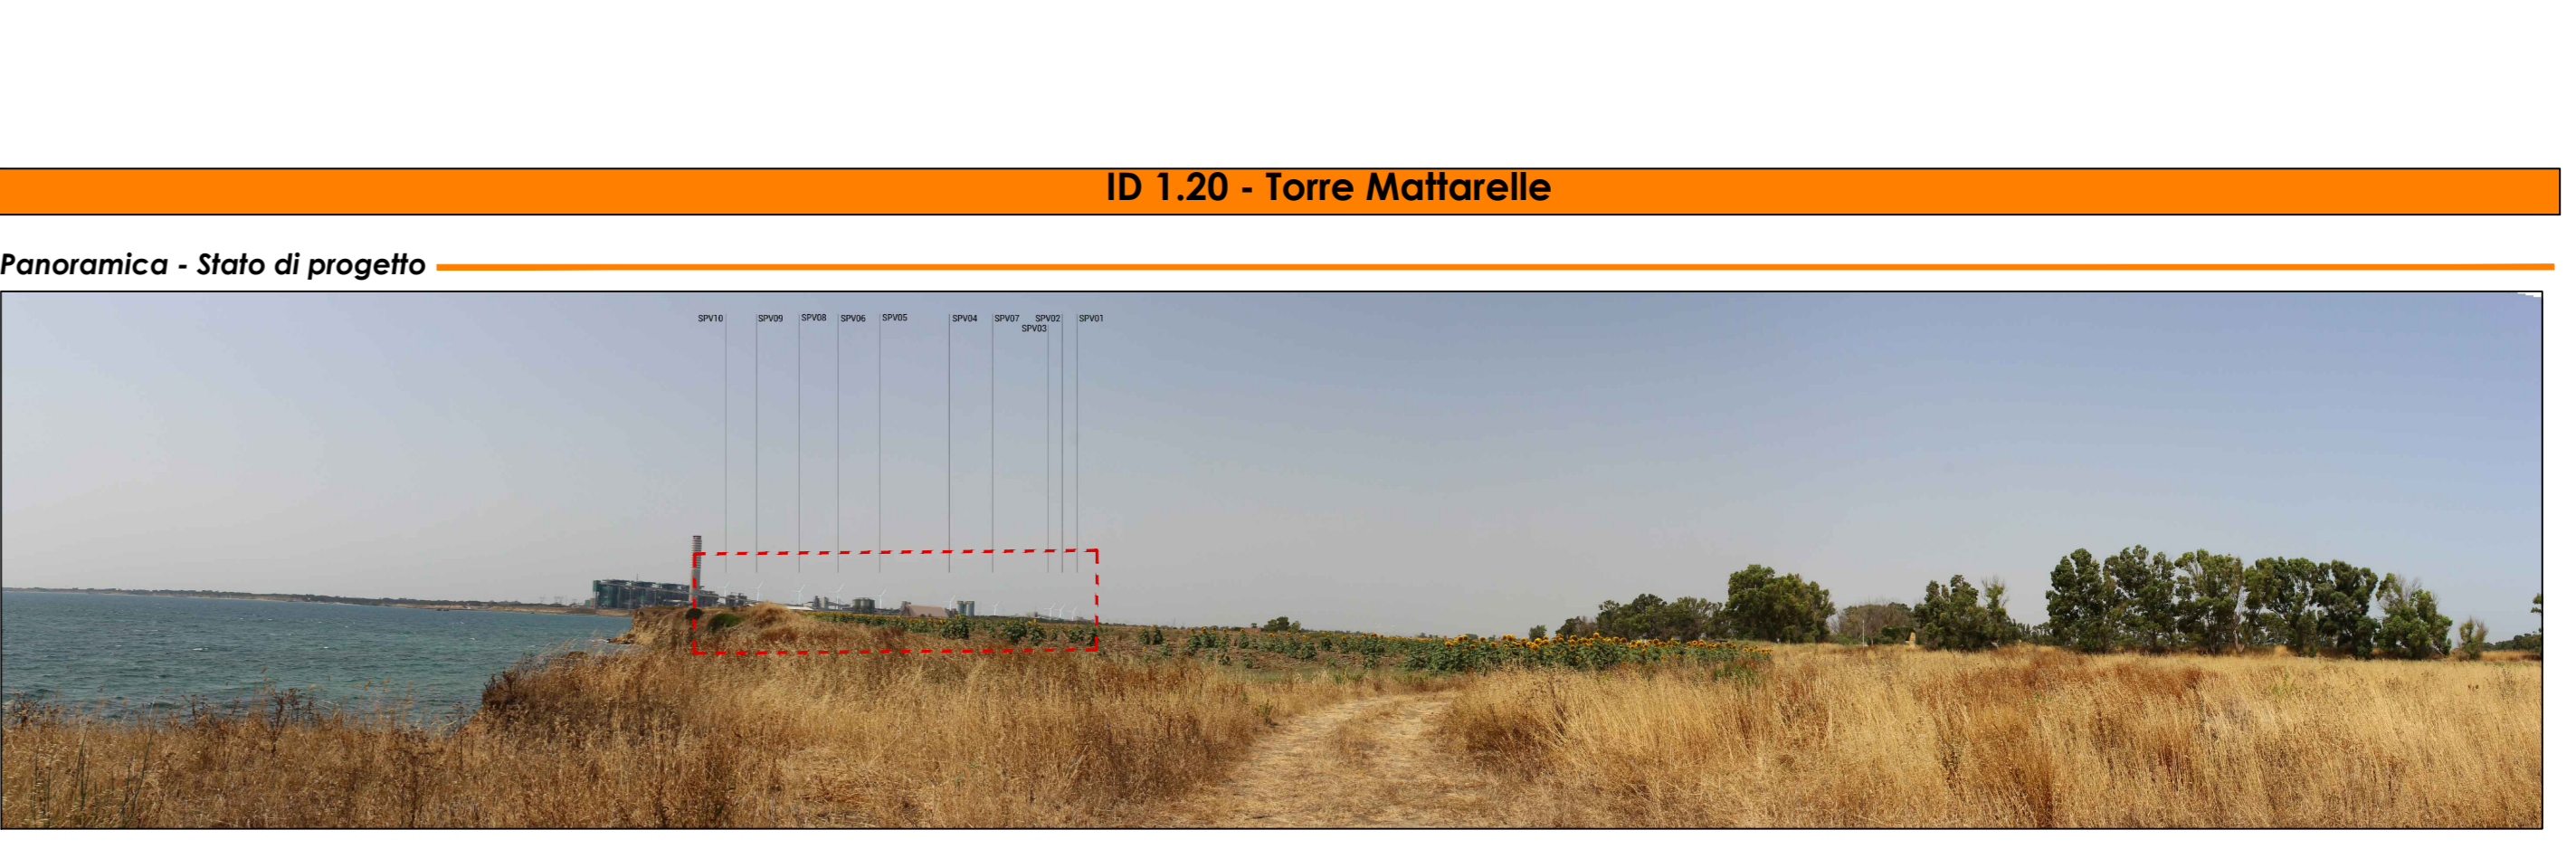 ID 1.20 - Torre Mattarelle
Panoramica - Stato di progetto
SPV10 SPV09 SPV08 SPV06 SPV05 SPV04 SPV07 SPV02 SPV01
SPV03